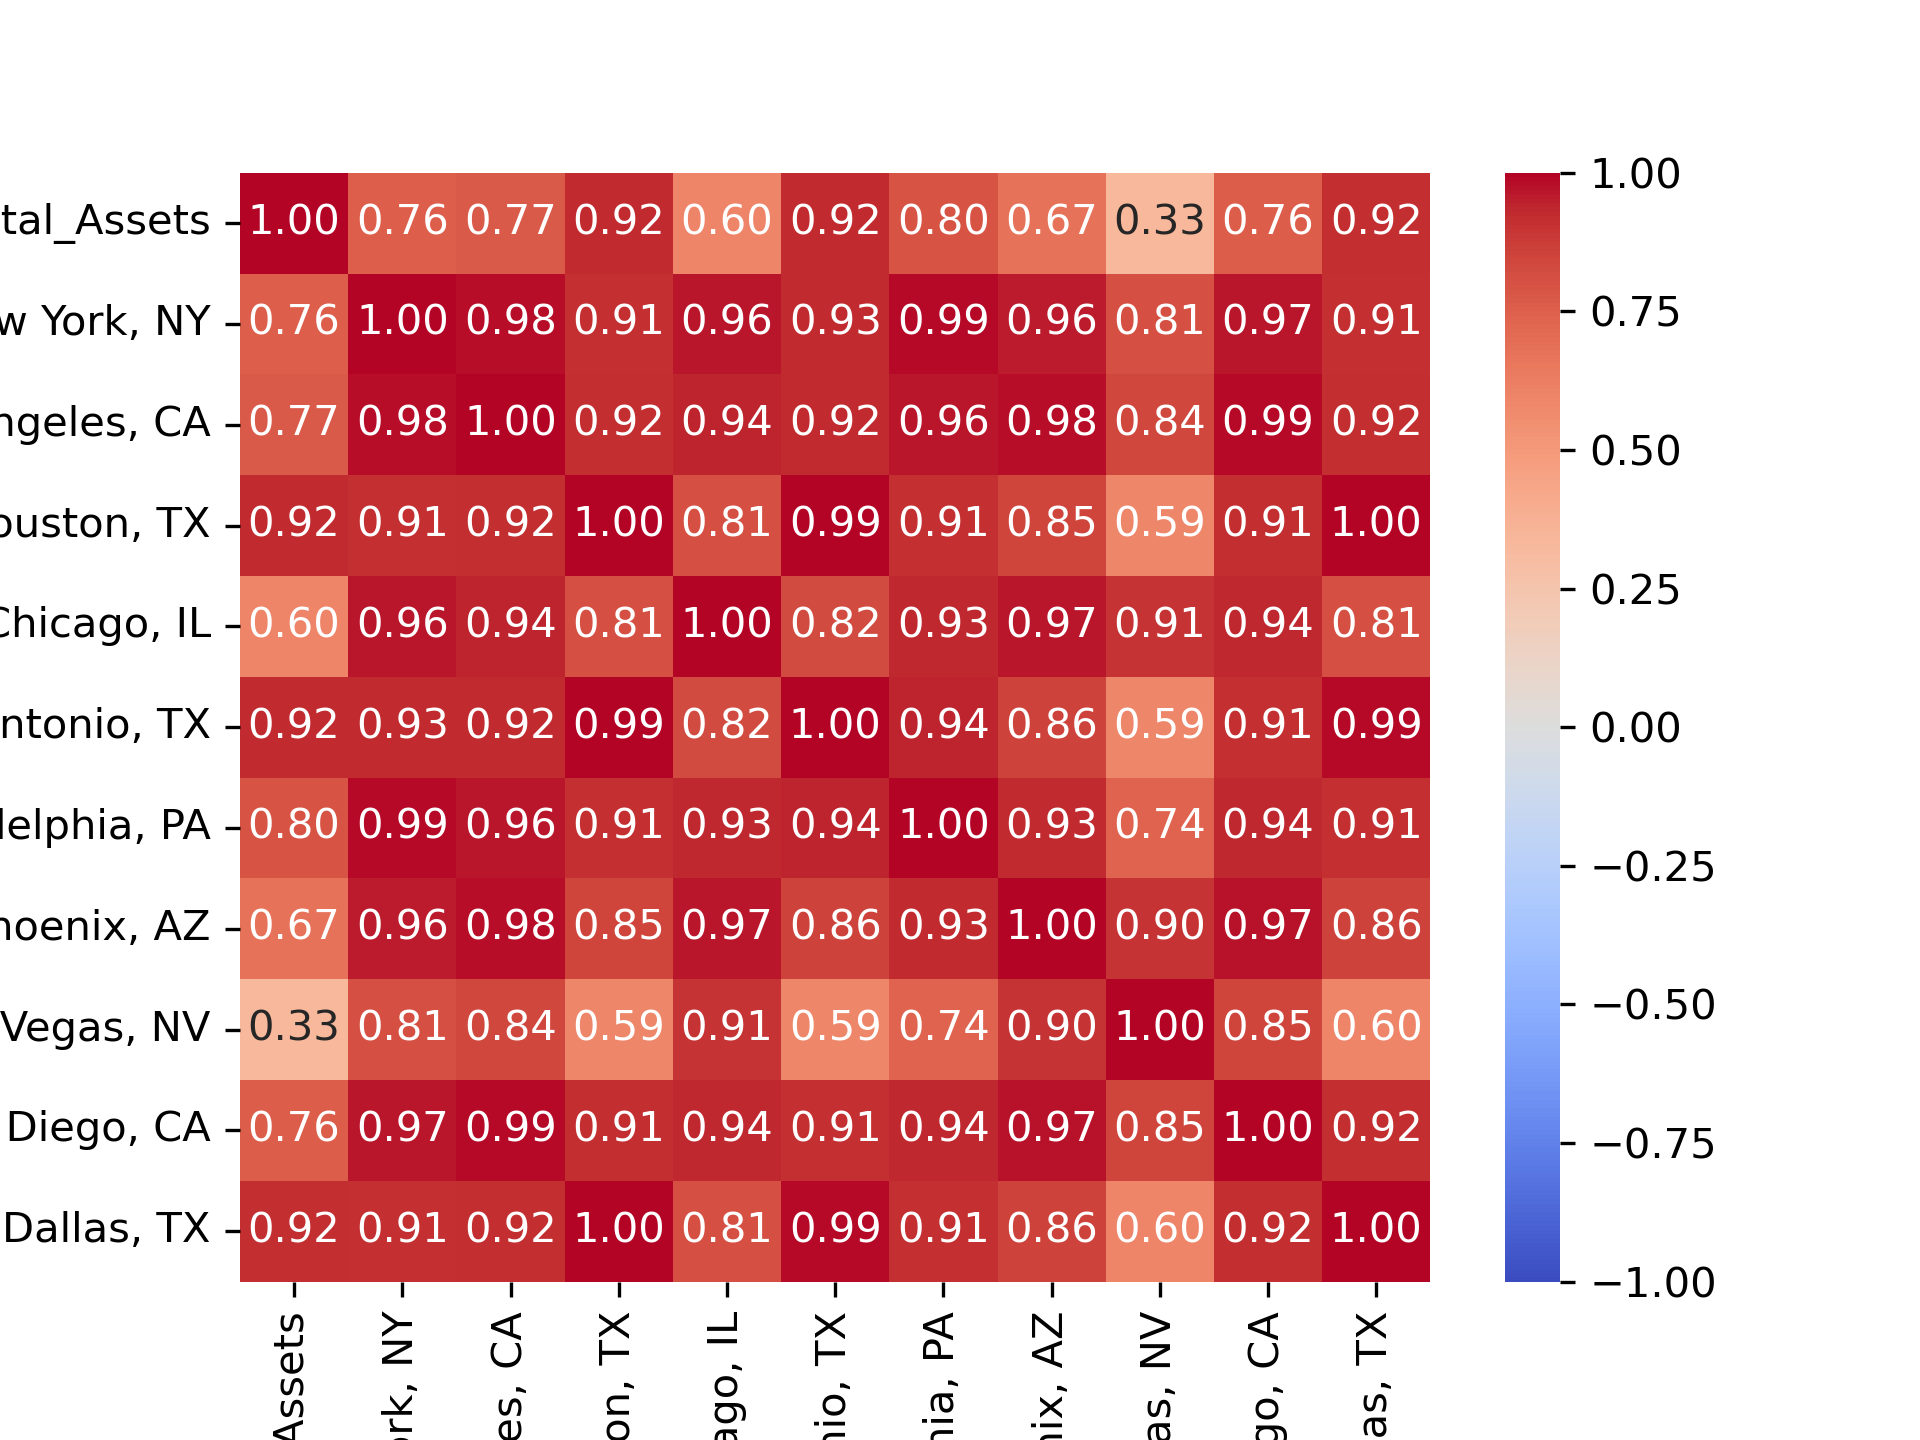 tal_Assets 1.00 0.76 0.77 0.92 0.60 0.92 0.80 0.67 0.33 0.76 0.92
w York, NY 0.76 1.00 0.98 0.91 0.96 0.93 0.99 0.96 0.81 0.97 0.91
ngeles, CA 0.77 0.98 1.00 0.92 0.94 0.92 0.96 0.98 0.84 0.99 0.92
ouston, TX 0.92 0.91 0.92 1.00 0.81 0.99 0.91 0.85 0.59 0.91 1.00
Chicago, IL 0.60 0.96 0.94 0.81 1.00 0.82 0.93 0.97 0.91 0.94 0.81
ntonio, TX 0.92 0.93 0.92 0.99 0.82 1.00 0.94 0.86 0.59 0.91 0.99
delphia, PA 0.80 0.99 0.96 0.91 0.93 0.94 1.00 0.93 0.74 0.94 0.91
hoenix, AZ 0.67 0.96 0.98 0.85 0.97 0.86 0.93 1.00 0.90 0.97 0.86
Vegas, NV 0.33 0.81 0.84 0.59 0.91 0.59 0.74 0.90 1.00 0.85 0.60
Diego, CA 0.76 0.97 0.99 0.91 0.94 0.91 0.94 0.97 0.85 1.00 0.92
Dallas, TX 0.92 0.91 0.92 1.00 0.81 0.99 0.91 0.86 0.60 0.92 1.00
Assets
ork, NY
es, CA
on, TX
ago, IL
nio, TX
hia, PA
nix, AZ
as, NV
go, CA
as, TX
1.00
0.75
0.50
0.25
0.00
−0.25
−0.50
−0.75
−1.00